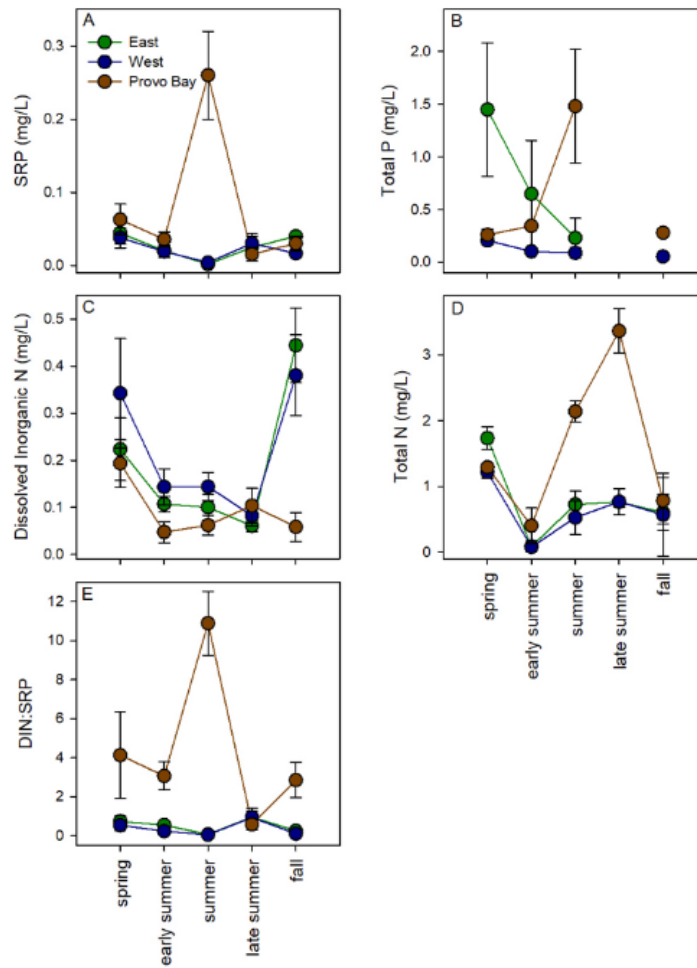 A
East
West
Provo Bay
SRP (mg/L)
0.3
0.2
0.1
0.0
B
Total P (mg/L)
2.0
1.5
1.0
0.5
0.0
C
Dissolved Inorganic N (mg/L)
0.5
0.4
0.3
0.2
0.1
0.0
D
Total N (mg/L)
3
2
1
0
spring
early summer
summer
late summer
fall
E
DIN:SRP
12
10
8
6
4
2
0
spring
early summer
summer
late summer
fall